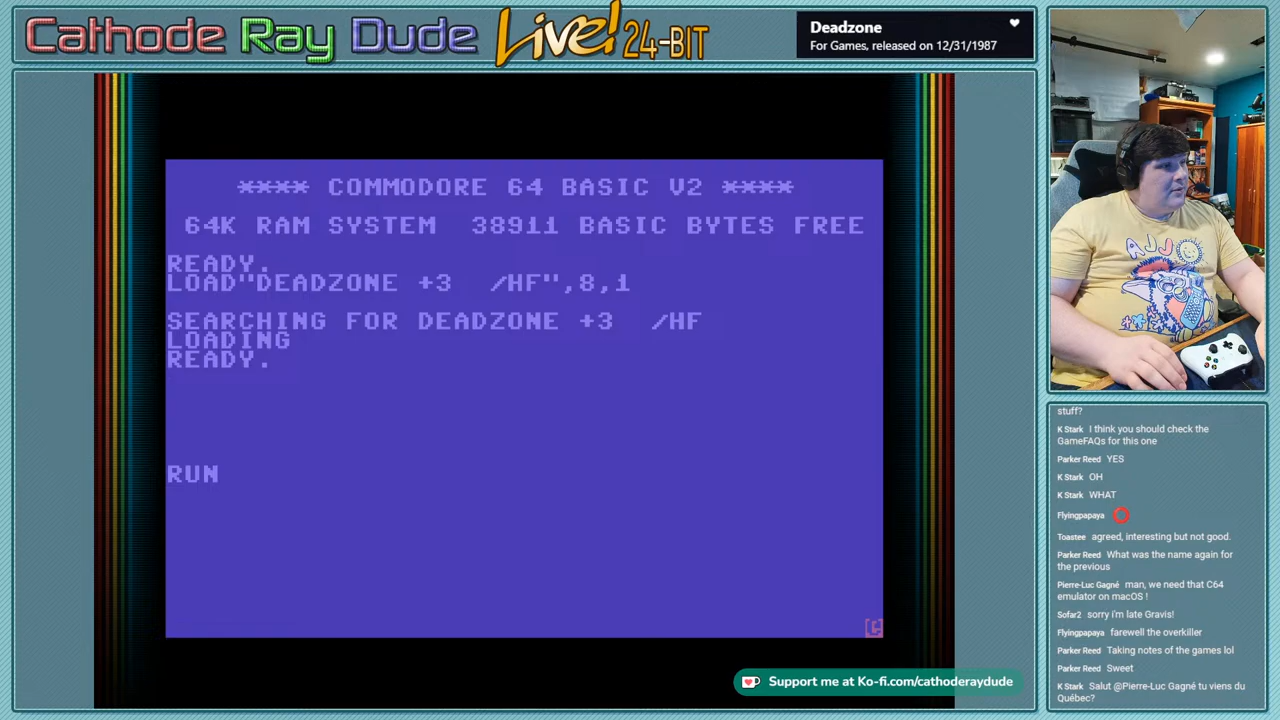 Cathode Ray Dude Live! 24-BIT
Deadzone
For Games, released on 12/31/1987
**** COMMODORE 64 BASIC V2 ****
64K RAM SYSTEM 38911 BASIC BYTES FREE
READY.
LOAD"DEADZONE +3 /HF",8,1
SEARCHING FOR DEADZONE +3 /HF
LOADING
READY.
RUN
Support me at Ko-fi.com/cathoderaydude
stuff?
K Stark I think you should check the
GameFAQs for this one
Parker Reed YES
K Stark OH
K Stark WHAT
Flyingpapaya
Toastee agreed, interesting but not good.
Parker Reed What was the name again for
the previous
Pierre-Luc Gagné man, we need that C64
emulator on macOS !
Sofar2 sorry i'm late Gravis!
Flyingpapaya farewell the overkiller
Parker Reed Taking notes of the games lol
Parker Reed Sweet
K Stark Salut @Pierre-Luc Gagné tu viens du
Québec?